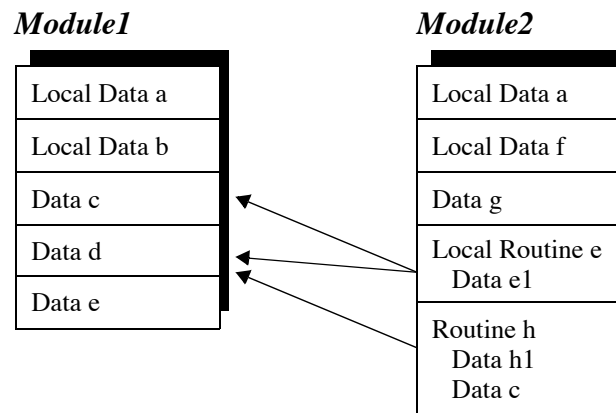 Module1
Local Data a
Local Data b
Data c
Data d
Data e
Module2
Local Data a
Local Data f
Data g
Local Routine e
Data e1
Routine h
Data h1
Data c